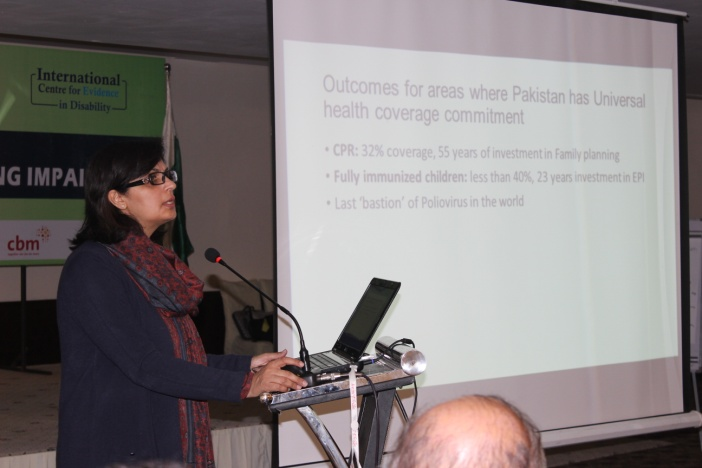 International
Centre for Evidence
in Disability
NG IMPAI
cbm
Outcomes for areas where Pakistan has Universal
health coverage commitment
• CPR: 32% coverage, 55 years of investment in Family planning
• Fully immunized children: less than 40%, 23 years investment in EPI
• Last 'bastion' of Poliovirus in the world